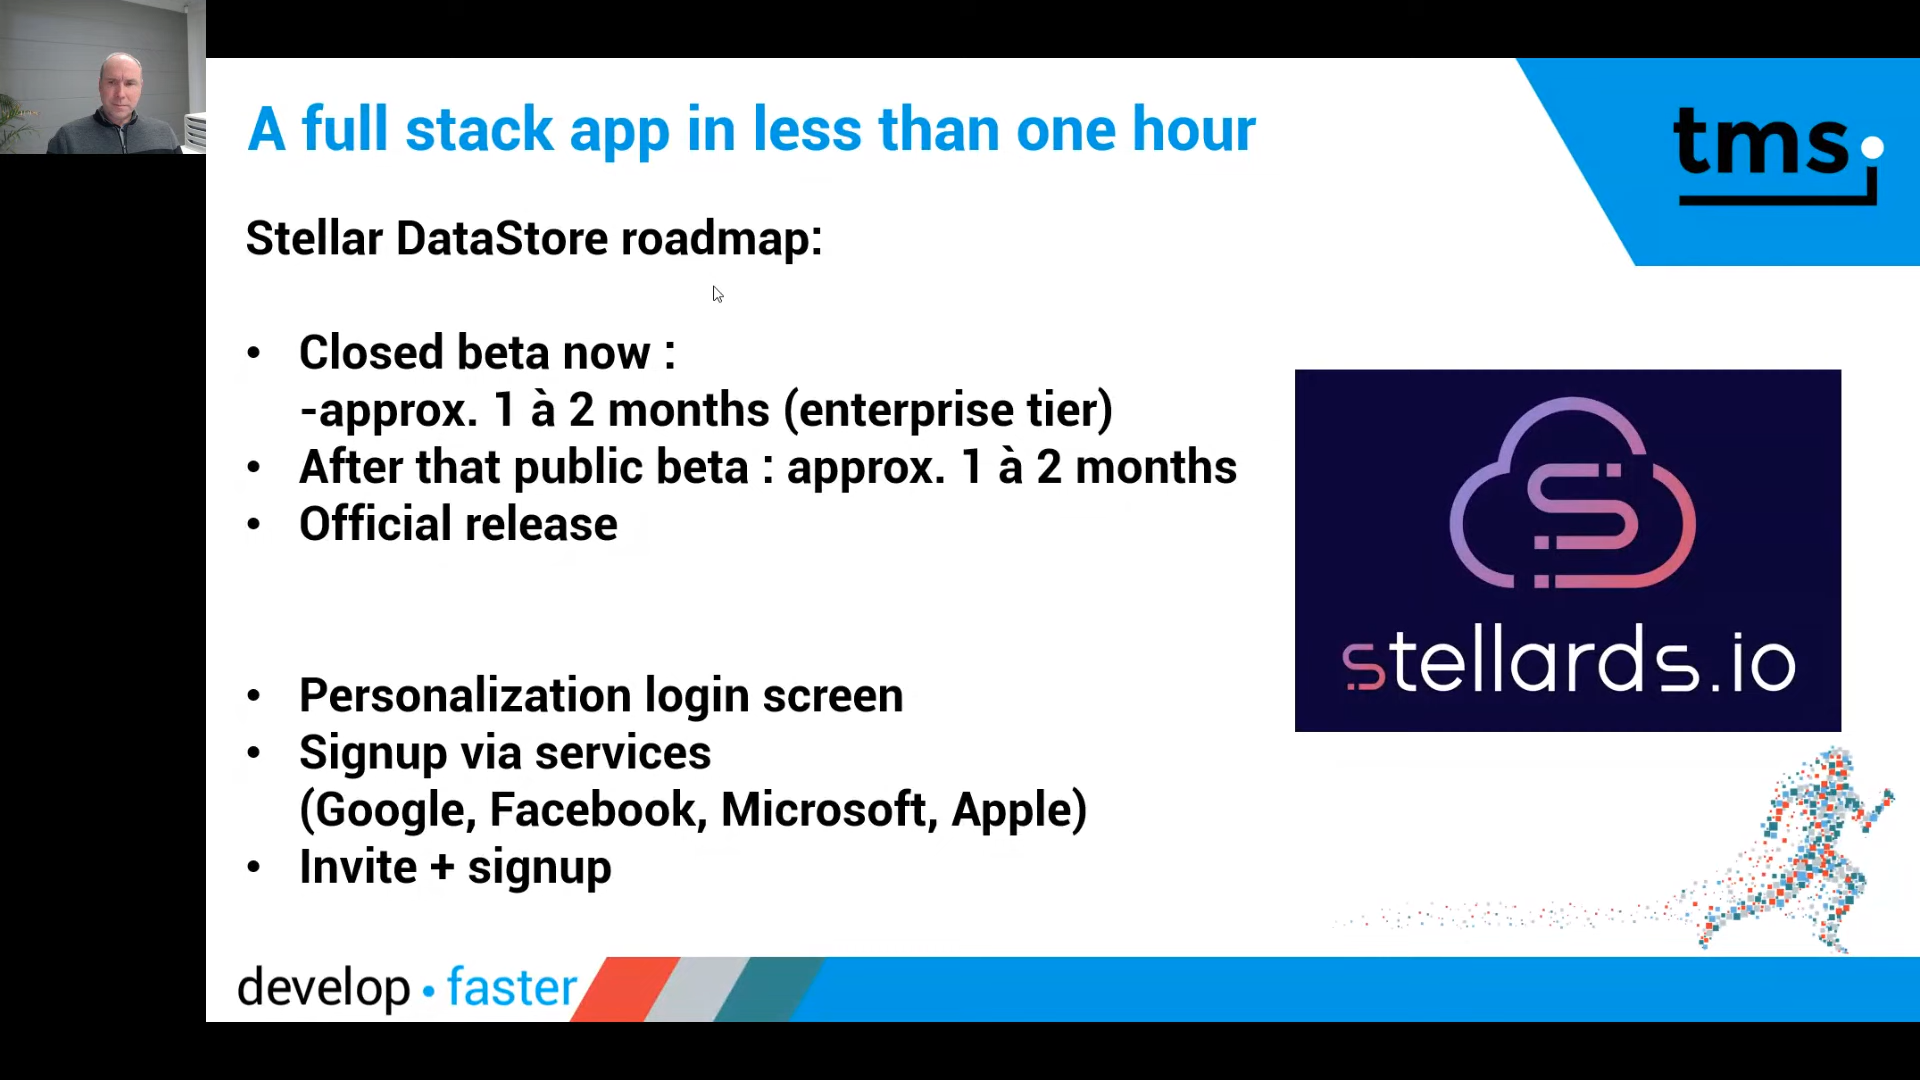 A full stack app in less than one hour
tms
Stellar DataStore roadmap:
• Closed beta now :
-approx. 1 à 2 months (enterprise tier)
• After that public beta : approx. 1 à 2 months
• Official release
stellards.io
• Personalization login screen
• Signup via services
(Google, Facebook, Microsoft, Apple)
• Invite + signup
develop • faster